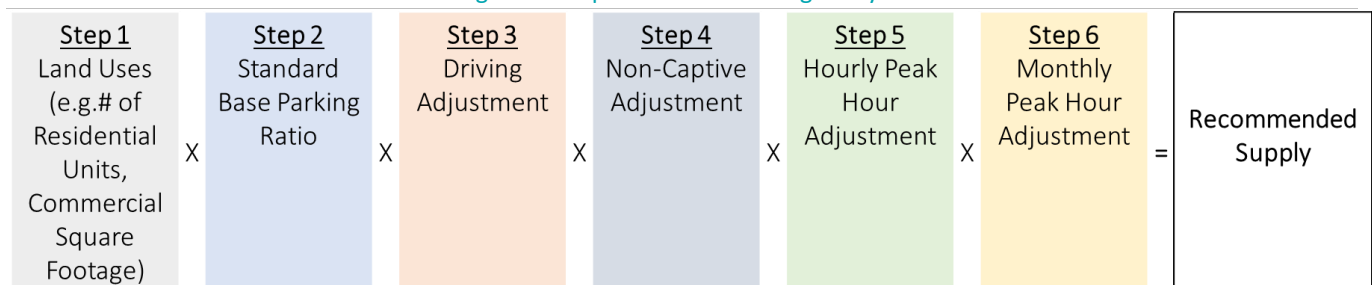 Step 1
Land Uses
(e.g.# of
Residential
Units,
Commercial
Square
Footage)
X
Step 2
Standard
Base Parking
Ratio
X
Step 3
Driving
Adjustment
X
Step 4
Non-Captive
Adjustment
X
Step 5
Hourly Peak
Hour
Adjustment
X
Step 6
Monthly
Peak Hour
Adjustment
=
Recommended
Supply